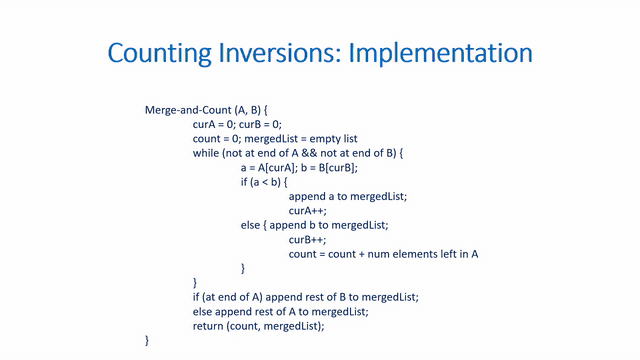 Counting Inversions: Implementation
Merge-and-Count (A, B) {
curA = 0; curB = 0;
count = 0; mergedList = empty list
while (not at end of A && not at end of B) {
a = A[curA]; b = B[curB];
if (a < b) {
append a to mergedList;
curA++;
else { append b to mergedList;
curB++;
count = count + num elements left in A
}
}
if (at end of A) append rest of B to mergedList;
else append rest of A to mergedList;
return (count, mergedList);
}